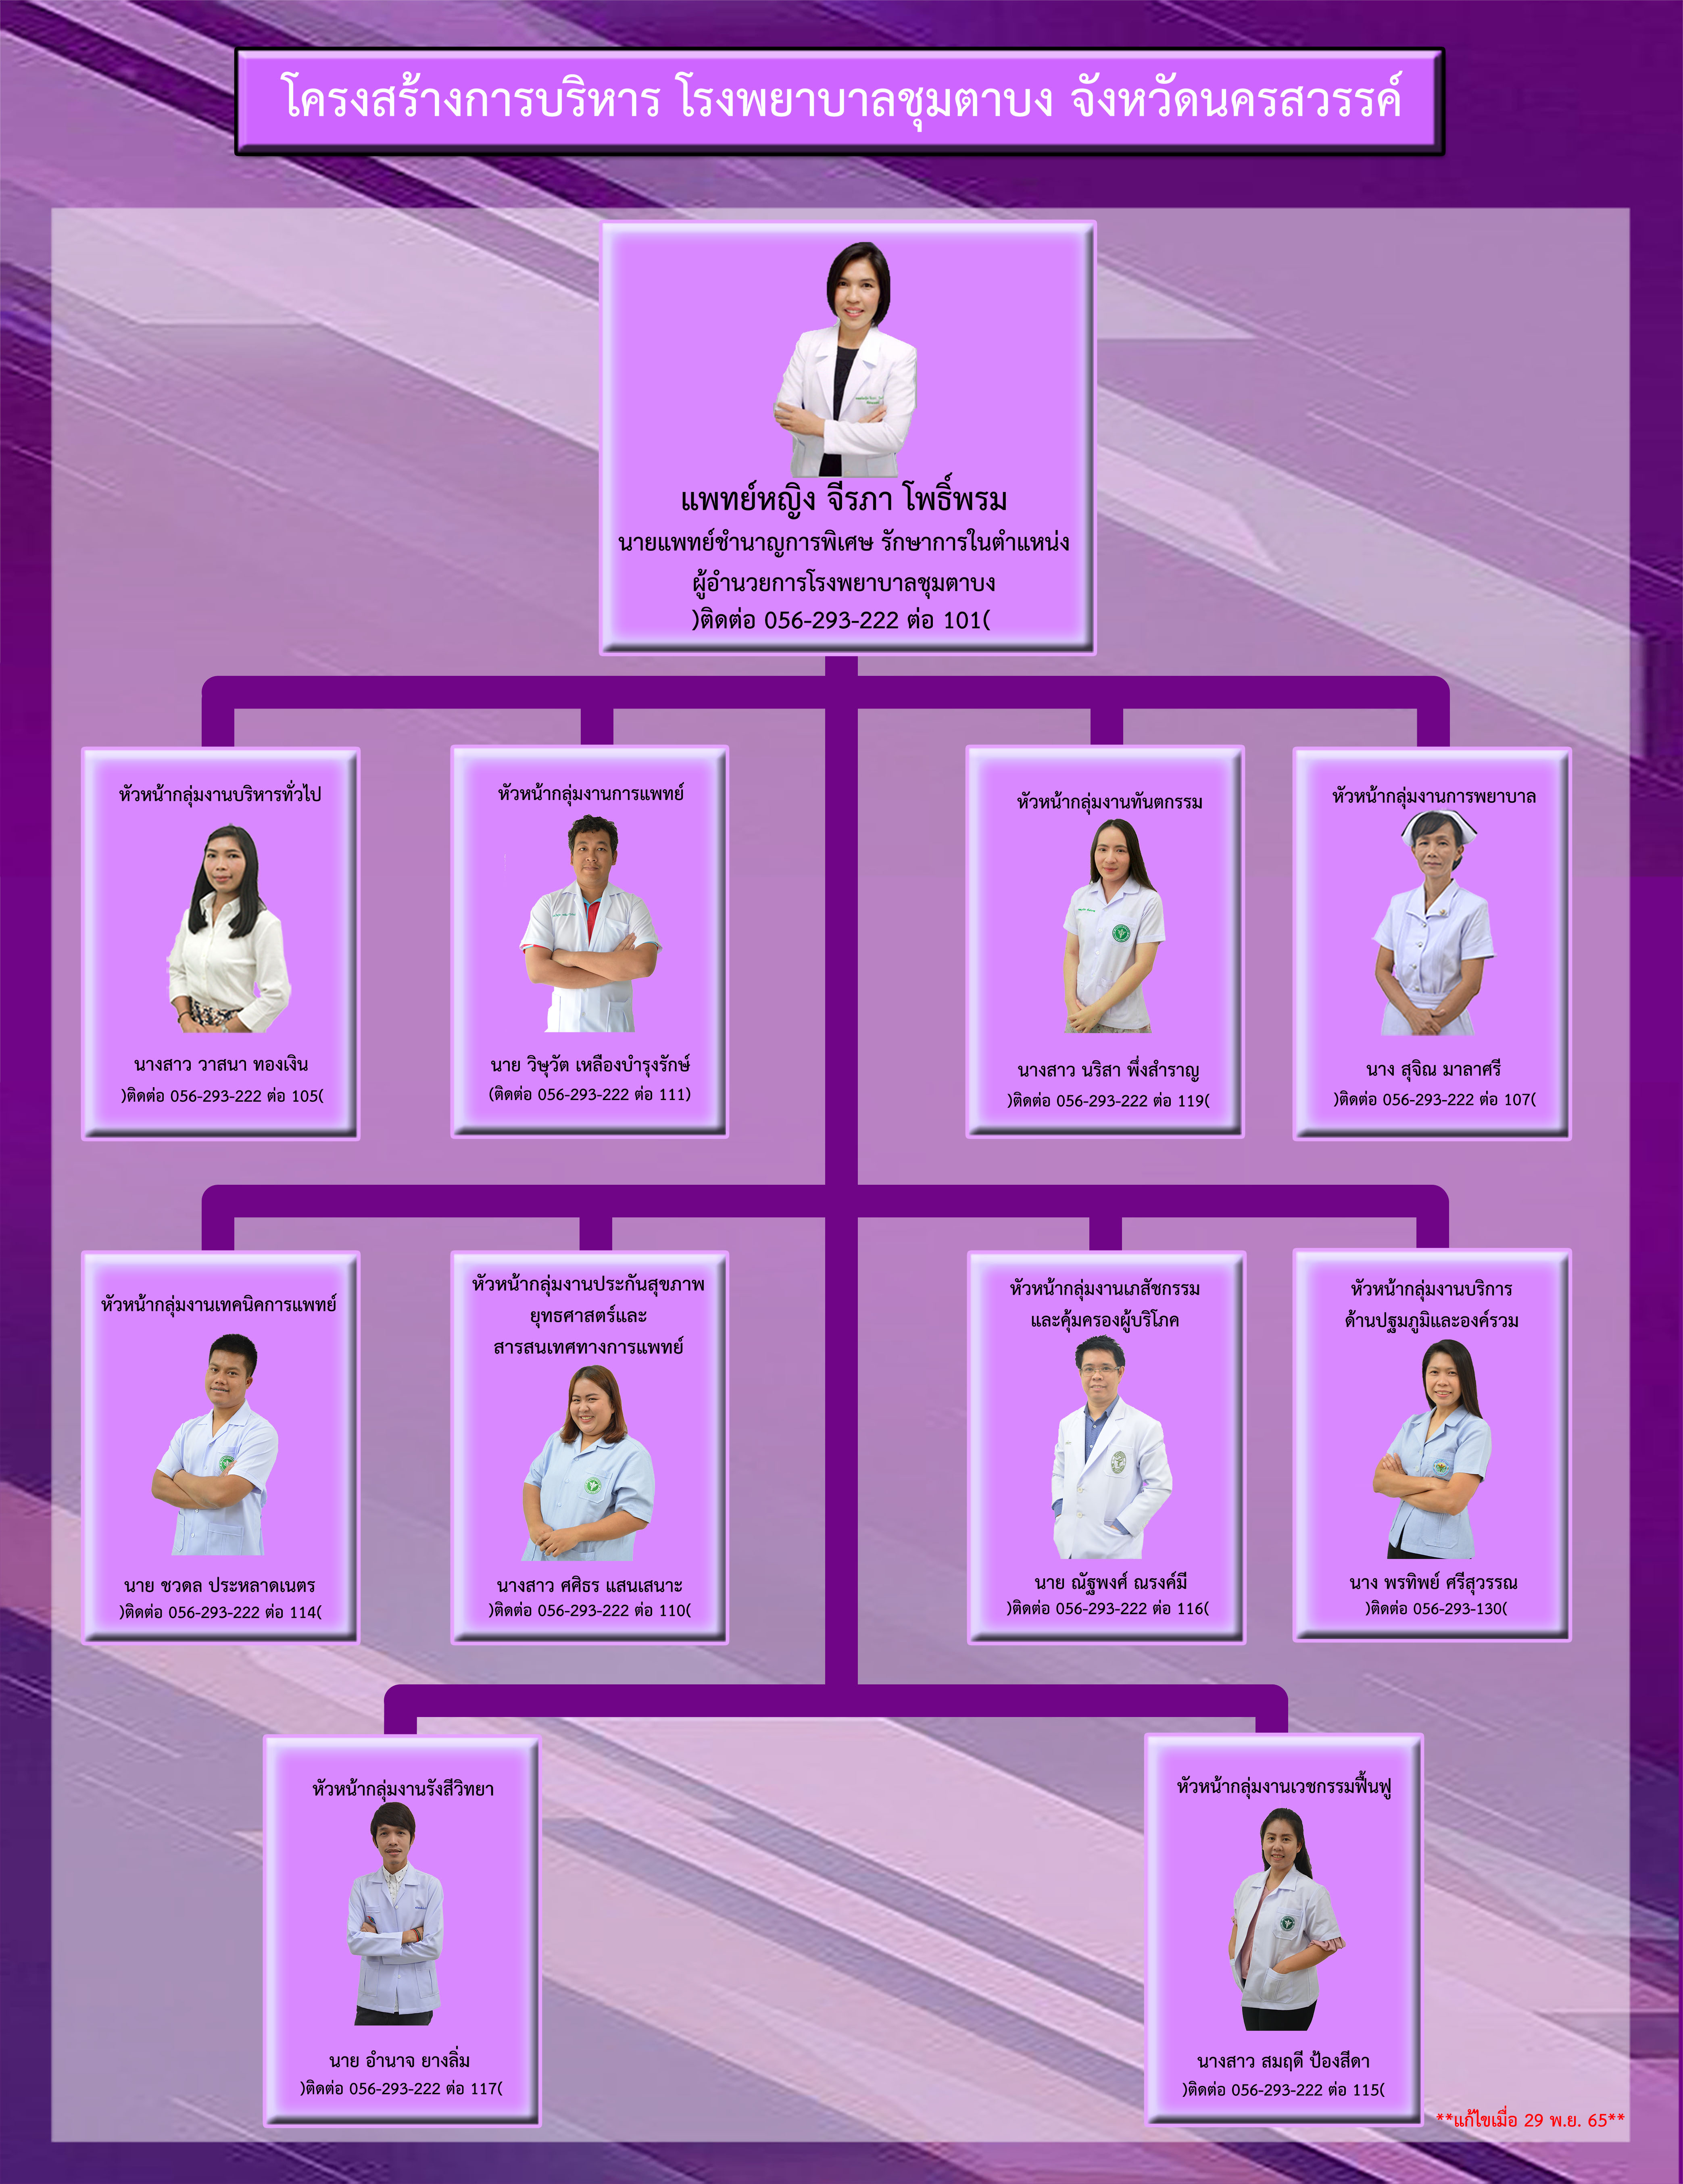 โครงสร้างการบริหาร โรงพยาบาลชุมตาบง จังหวัดนครสวรรค์
แพทย์หญิง จีรภา โพธิ์พรม
นายแพทย์ชำนาญการพิเศษ รักษาการในตำแหน่ง
ผู้อำนวยการโรงพยาบาลชุมตาบง
)ติดต่อ 056-293-222 ต่อ 101(
หัวหน้ากลุ่มงานบริหารทั่วไป
นางสาว วาสนา ทองเงิน
)ติดต่อ 056-293-222 ต่อ 105(
หัวหน้ากลุ่มงานการแพทย์
นาย วิษุวัต เหลืองบำรุงรักษ์
(ติดต่อ 056-293-222 ต่อ 111)
หัวหน้ากลุ่มงานทันตกรรม
นางสาว นริสา พึ่งสำราญ
)ติดต่อ 056-293-222 ต่อ 119(
หัวหน้ากลุ่มงานการพยาบาล
นาง สุจิณ มาลาศรี
)ติดต่อ 056-293-222 ต่อ 107(
หัวหน้ากลุ่มงานเทคนิคการแพทย์
นาย ชวดล ประหลาดเนตร
)ติดต่อ 056-293-222 ต่อ 114(
หัวหน้ากลุ่มงานประกันสุขภาพ
ยุทธศาสตร์และ
สารสนเทศทางการแพทย์
นางสาว ศศิธร แสนเสนาะ
)ติดต่อ 056-293-222 ต่อ 110(
หัวหน้ากลุ่มงานเภสัชกรรม
และคุ้มครองผู้บริโภค
นาย ณัฐพงศ์ ณรงค์มี
)ติดต่อ 056-293-222 ต่อ 116(
หัวหน้ากลุ่มงานบริการ
ด้านปฐมภูมิและองค์รวม
นาง พรทิพย์ ศรีสุวรรณ
)ติดต่อ 056-293-130(
หัวหน้ากลุ่มงานรังสีวิทยา
นาย อำนาจ ยางลิ่ม
)ติดต่อ 056-293-222 ต่อ 117(
หัวหน้ากลุ่มงานเวชกรรมฟื้นฟู
นางสาว สมฤดี ป้องสีดา
)ติดต่อ 056-293-222 ต่อ 115(
**แก้ไขเมื่อ 29 พ.ย. 65**